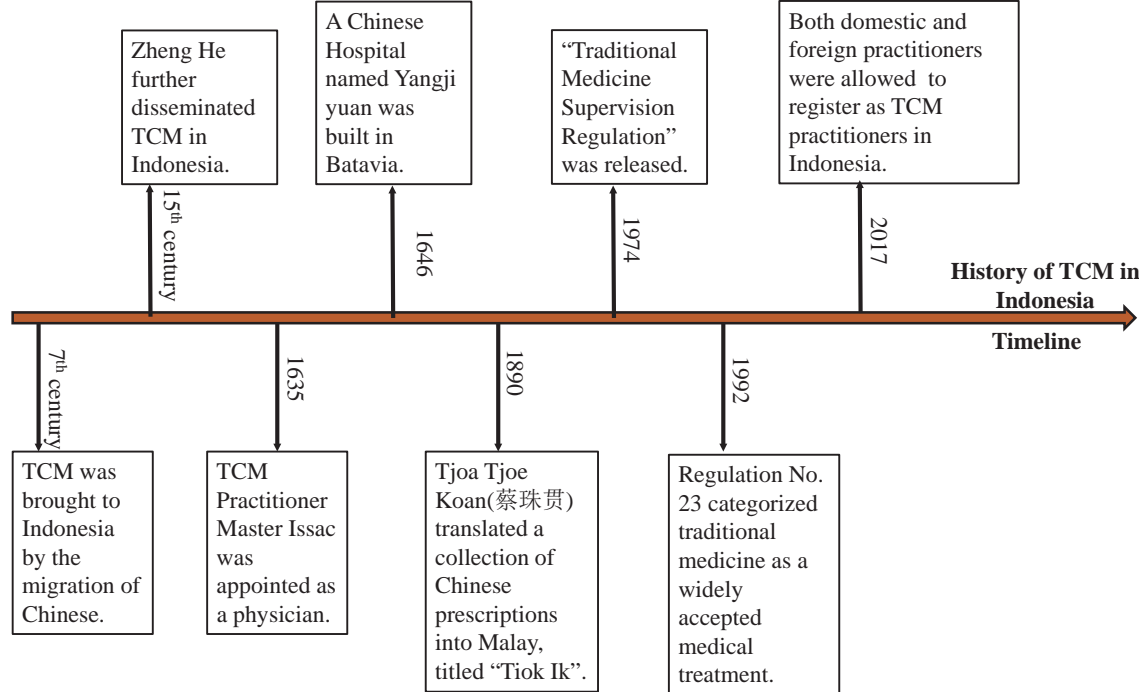 Zheng He
further
disseminated
TCM in
Indonesia.
A Chinese
Hospital
named Yangji
yuan was
built in
Batavia.
“Traditional
Medicine
Supervision
Regulation”
was released.
Both domestic and
foreign practitioners
were allowed to
register as TCM
practitioners in
Indonesia.
15th century
1646
1974
2017
History of TCM in
Indonesia
Timeline
7th century
1635
1890
1992
TCM was
brought to
Indonesia
by the
migration of
Chinese.
TCM
Practitioner
Master Issac
was
appointed as
a physician.
Tjoa Tjoe
Koan(蔡珠贯)
translated a
collection of
Chinese
prescriptions
into Malay,
titled “Tiok Ik”.
Regulation No.
23 categorized
traditional
medicine as a
widely
accepted
medical
treatment.